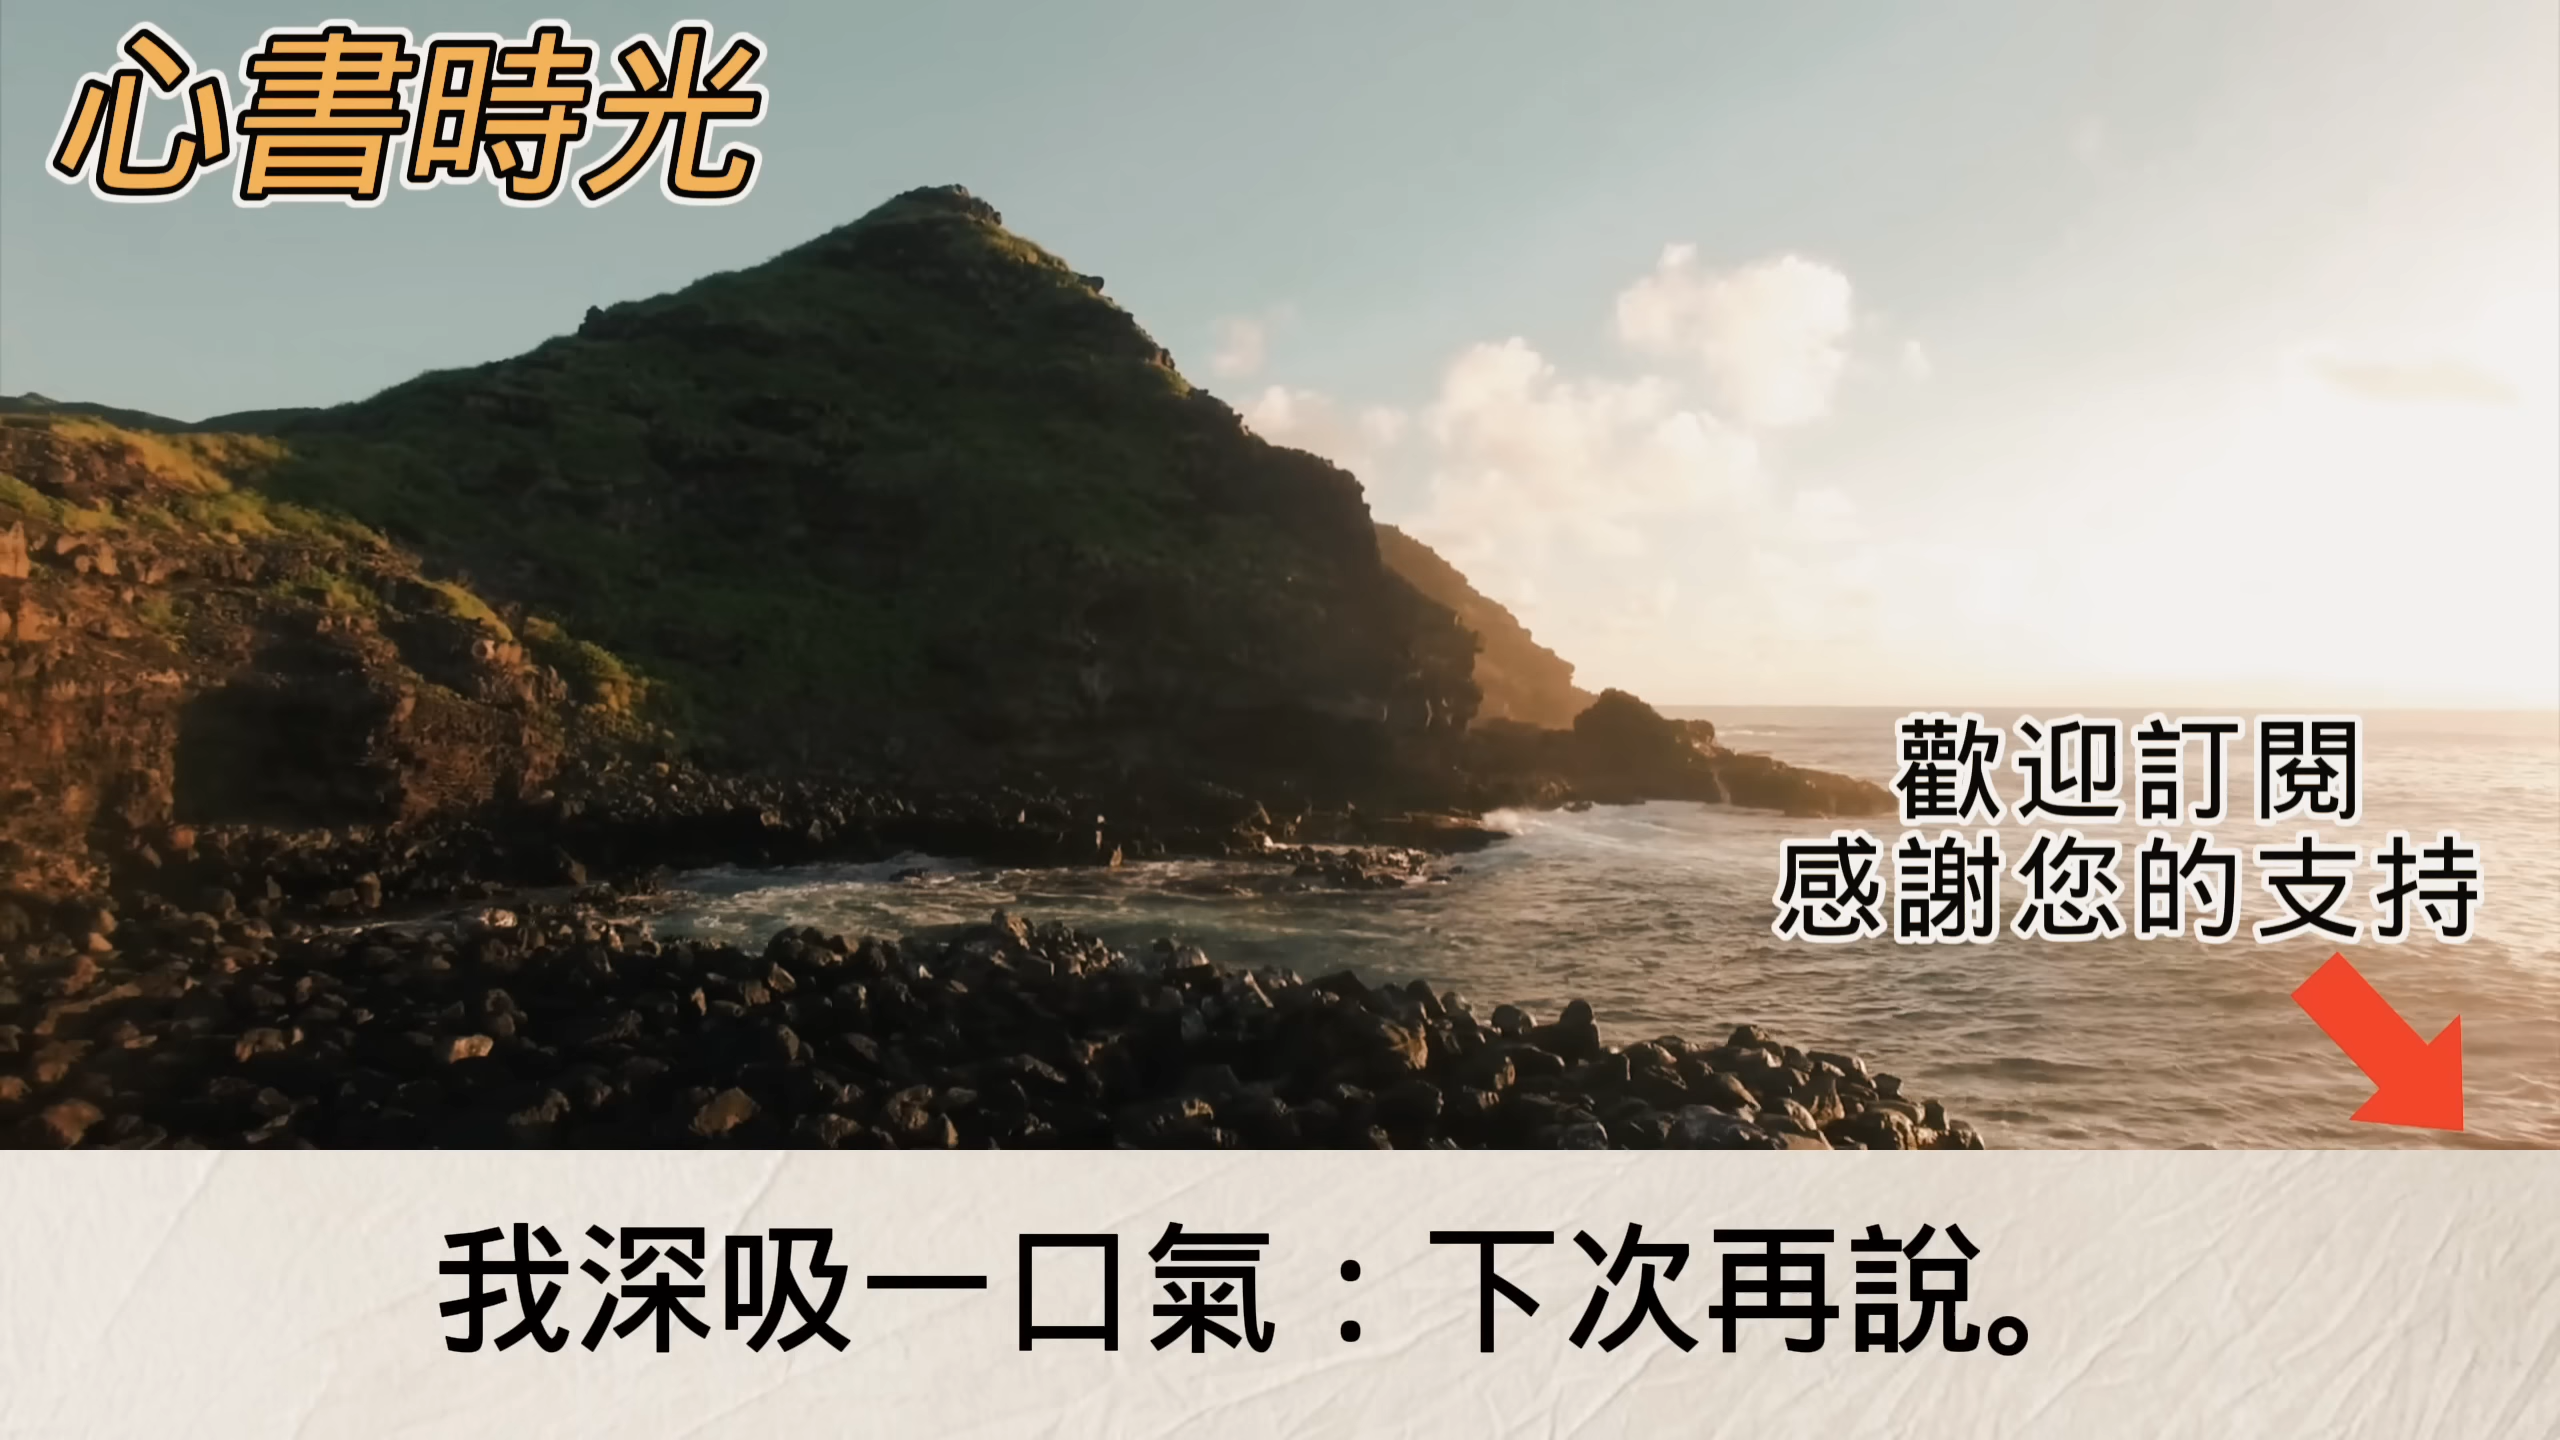 心書時光
歡迎訂閱
感謝您的支持
我深吸一口氣：下次再說。